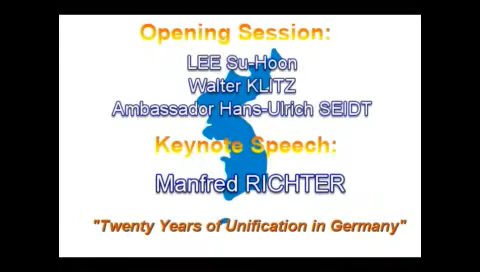 Opening Session:
LEE Su-Hoon
Walter KLITZ
Ambassador Hans-Ulrich SEIDT
Keynote Speech:
Manfred RICHTER
"Twenty Years of Unification in Germany"